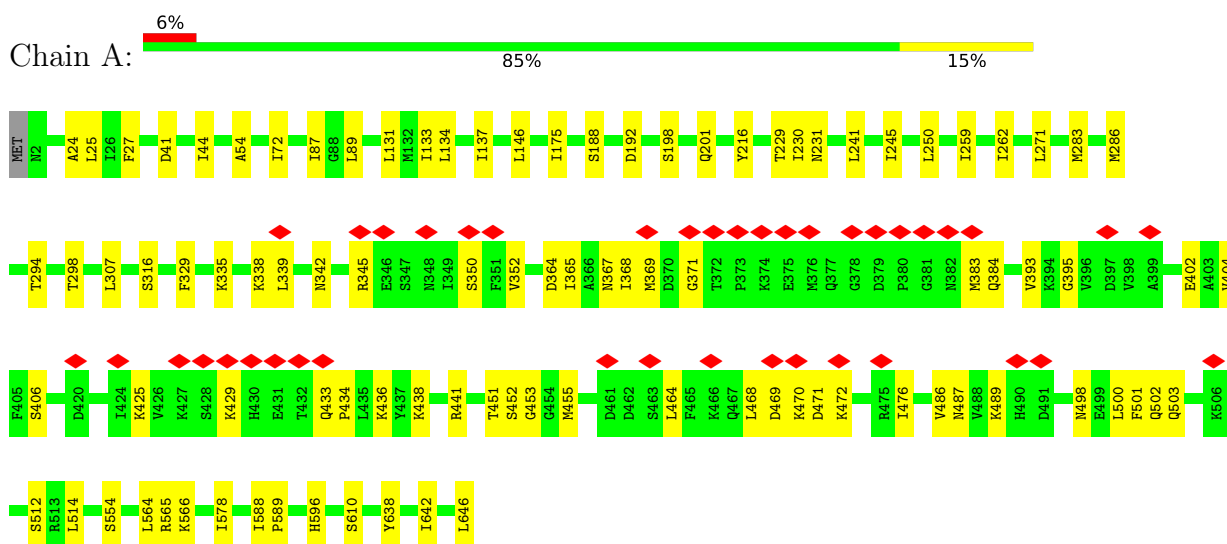 6%
Chain A:
85% 15%
MET N2 A24 L25 I26 F27 D41 I44 A54 I72 I87 G88 L89 L131 M132 I133 L134 I137 L146 I175 S188 D192 S198 Q201 Y216 T229 I230 N231 L241 I245 L250 I259 I262 L271 M283 M286
T294 T298 L307 S316 F329 K335 K338 L339 N342 R345 E346 S347 N348 I349 S350 F351 V352 D364 I365 A366 N367 I368 M369 D370 G371 T372 P373 K374 E375 M376 Q377 G378 D379 P380 G381 N382 M383 Q384 V393 K394 G395 V396 D397 V398 A399 E402 A403 V404
F405 S406 D420 I424 K425 V426 K427 S428 K429 H430 E431 T432 Q433 P434 L435 K436 Y437 K438 R441 T451 S452 G453 G454 M455 D461 D462 S463 L464 F465 K466 Q467 L468 D469 K470 D471 K472 R475 I476 V486 N487 V488 K489 H490 D491 N498 E499 L500 F501 Q502 Q503 K506
S512 R513 L514 S554 L564 R565 K566 I578 I588 P589 H596 S610 Y638 I642 L646